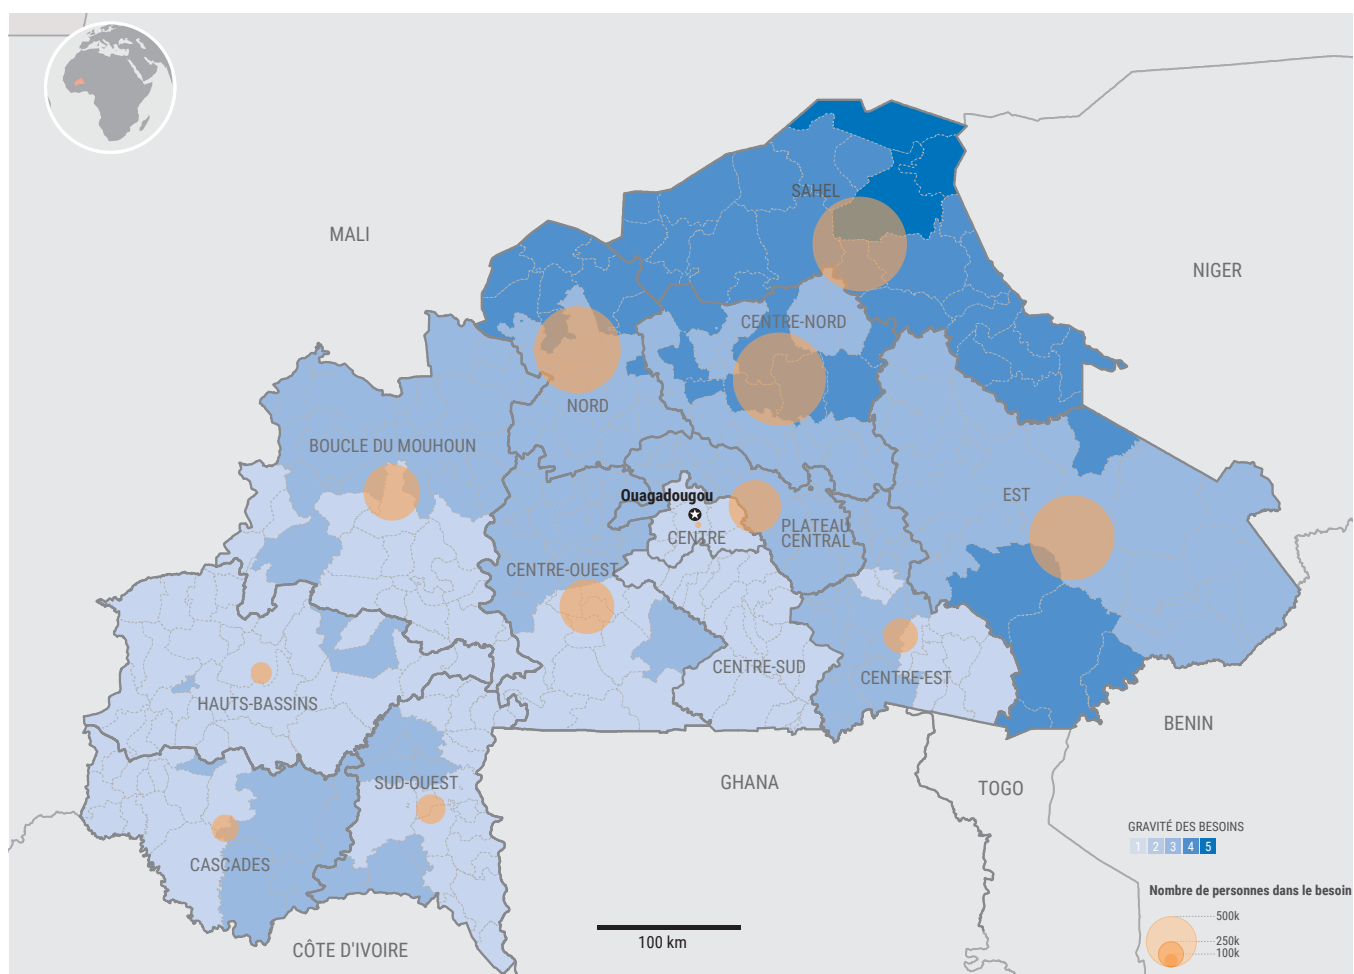 SAHEL
MALI
NIGER
CENTRE-NORD
NORD
BOUCLE DU MOUHOUN
Ouagadougou
EST
PLATEAU
CENTRAL
CENTRE
CENTRE-OUEST
CENTRE-SUD
CENTRE-EST
HAUTS-BASSINS
BENIN
SUD-OUEST
GHANA
TOGO
CASCADES
CÔTE D'IVOIRE
100 km
GRAVITÉ DES BESOINS
1 2 3 4 5
Nombre de personnes dans le besoin
500k
250k
100k